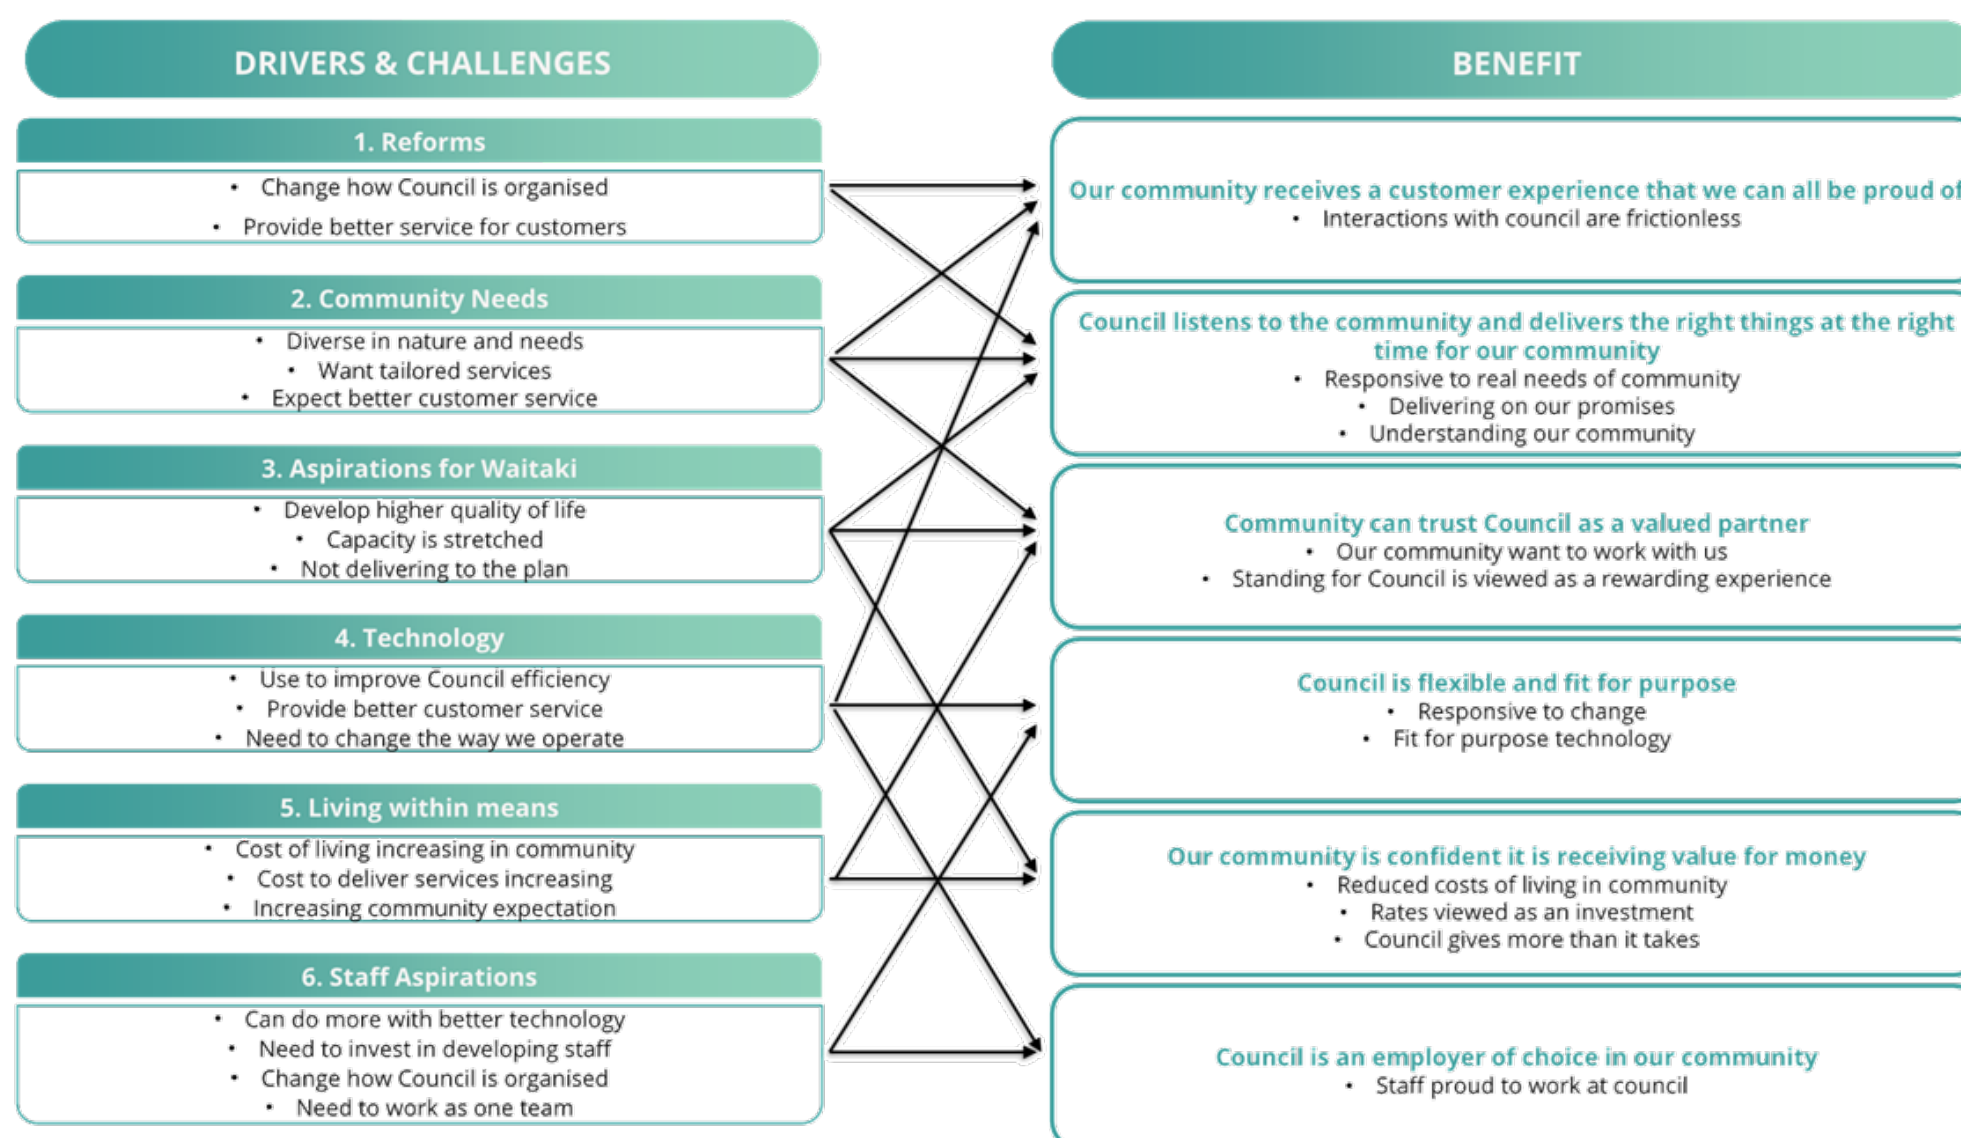 DRIVERS & CHALLENGES
1. Reforms
• Change how Council is organised
• Provide better service for customers
2. Community Needs
• Diverse in nature and needs
• Want tailored services
• Expect better customer service
3. Aspirations for Waitaki
• Develop higher quality of life
• Capacity is stretched
• Not delivering to the plan
4. Technology
• Use to improve Council efficiency
• Provide better customer service
• Need to change the way we operate
5. Living within means
• Cost of living increasing in community
• Cost to deliver services increasing
• Increasing community expectation
6. Staff Aspirations
• Can do more with better technology
• Need to invest in developing staff
• Change how Council is organised
• Need to work as one team
BENEFIT
Our community receives a customer experience that we can all be proud of
• Interactions with council are frictionless
Council listens to the community and delivers the right things at the right
time for our community
• Responsive to real needs of community
• Delivering on our promises
• Understanding our community
Community can trust Council as a valued partner
• Our community want to work with us
• Standing for Council is viewed as a rewarding experience
Council is flexible and fit for purpose
• Responsive to change
• Fit for purpose technology
Our community is confident it is receiving value for money
• Reduced costs of living in community
• Rates viewed as an investment
• Council gives more than it takes
Council is an employer of choice in our community
• Staff proud to work at council